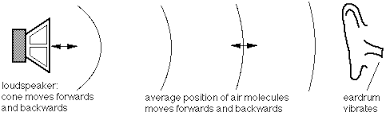 loudspeaker:
cone moves forwards
and backwards
average position of air molecules
moves forwards and backwards
eardrum
vibrates